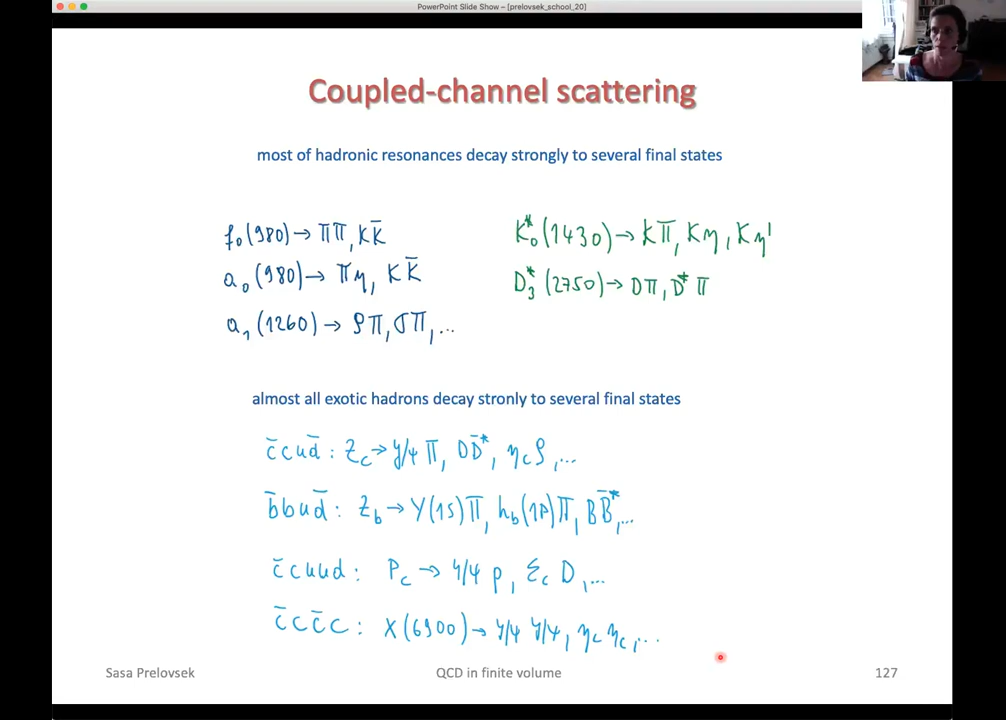 PowerPoint Slide Show – [prelovsek_school_20]
Coupled-channel scattering
most of hadronic resonances decay strongly to several final states
f₀(980)→ππ, KK̄
a₀(980)→πη, KK̄
a₁(1260)→ρπ, σπ, ...
K₀*(1430)→Kπ, Kη, Kη'
D₃*(2750)→Dπ, D*π
almost all exotic hadrons decay stronly to several final states
c̄cud̄: Z_c→J/ψ π, DD̄*, η_cρ, ...
b̄bud̄: Z_b→Υ(1S)π, h_b(1P)π, BB̄*, ...
c̄cuud: P_c→J/ψ p, Σ_c D, ...
c̄cc̄c: X(6900)→J/ψ J/ψ, η_c η_c, ...
Sasa Prelovsek
QCD in finite volume
127